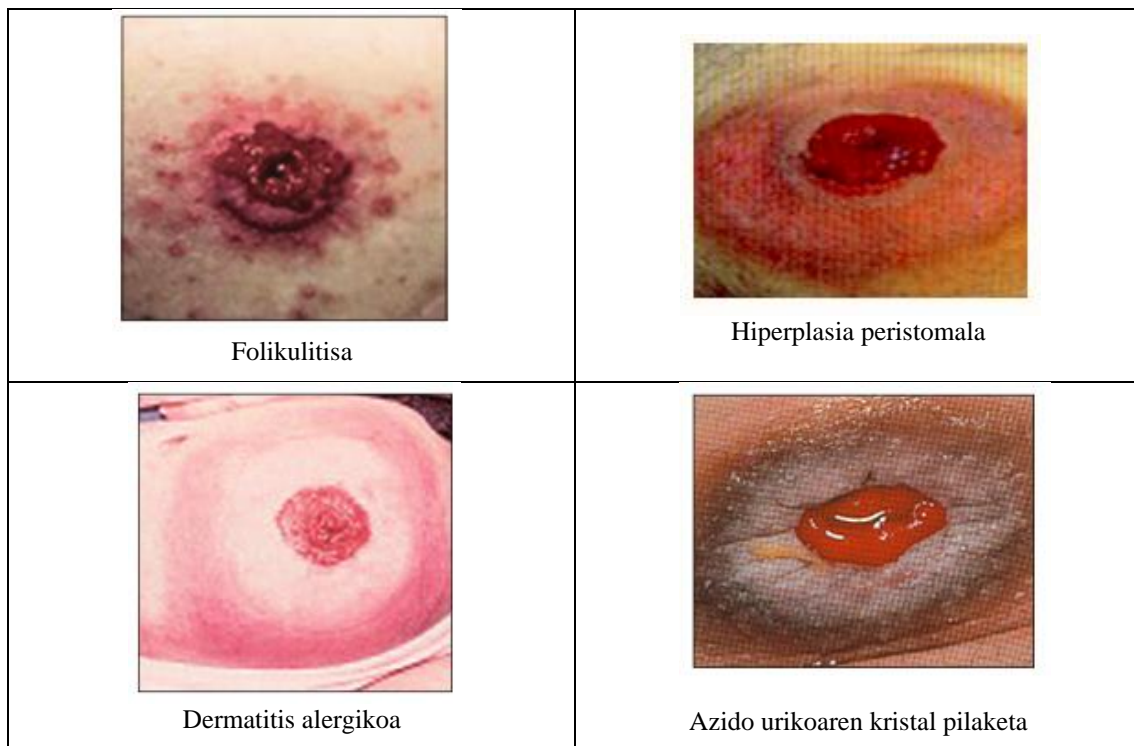 Folikulitisa
Hiperplasia peristomala
Dermatitis alergikoa
Azido urikoaren kristal pilaketa